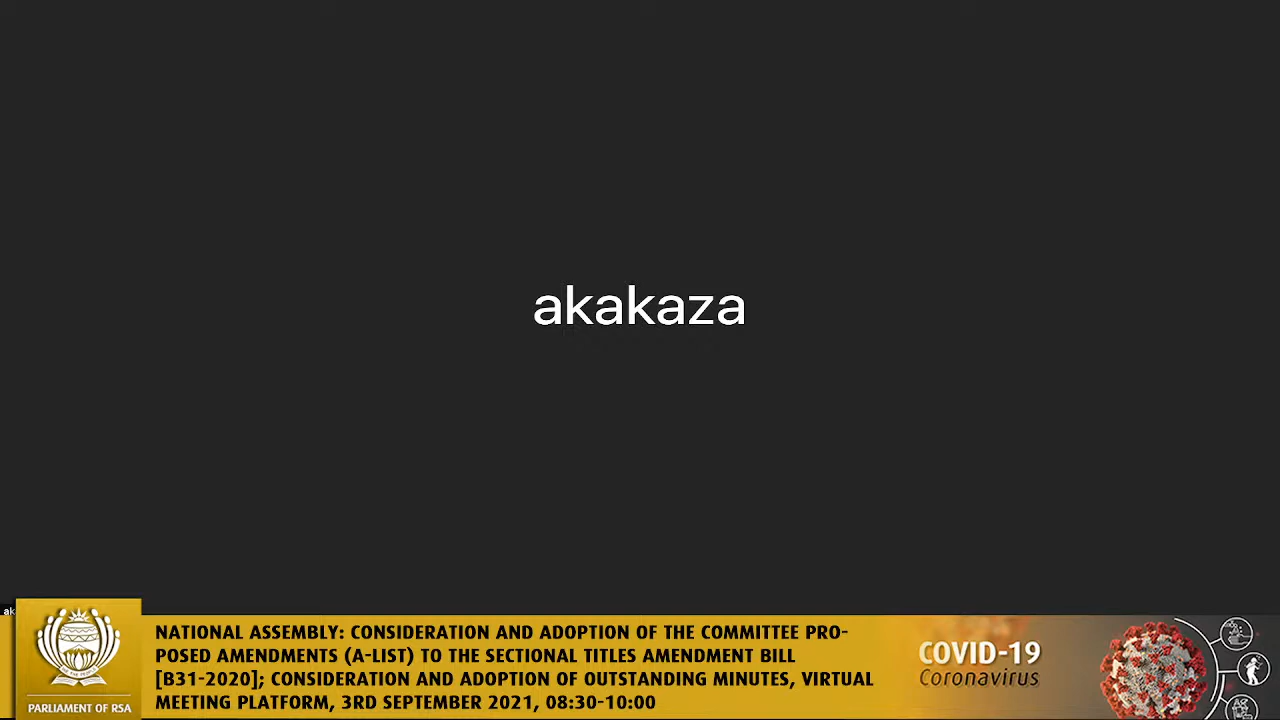 akakaza
ak
NATIONAL ASSEMBLY: CONSIDERATION AND ADOPTION OF THE COMMITTEE PRO-
POSED AMENDMENTS (A-LIST) TO THE SECTIONAL TITLES AMENDMENT BILL
[B31-2020]; CONSIDERATION AND ADOPTION OF OUTSTANDING MINUTES, VIRTUAL
MEETING PLATFORM, 3RD SEPTEMBER 2021, 08:30-10:00
PARLIAMENT OF RSA
COVID-19
Coronavirus